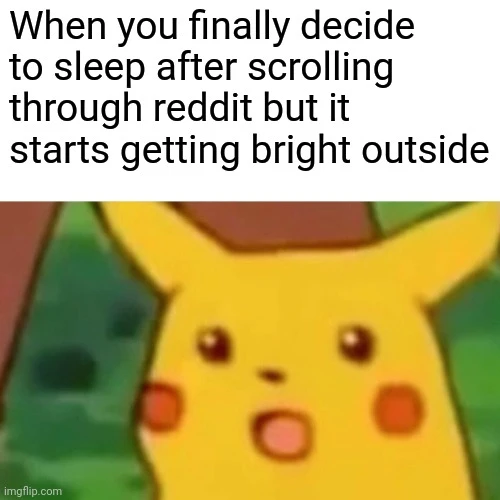 When you finally decide
to sleep after scrolling
through reddit but it
starts getting bright outside
imgflip.com